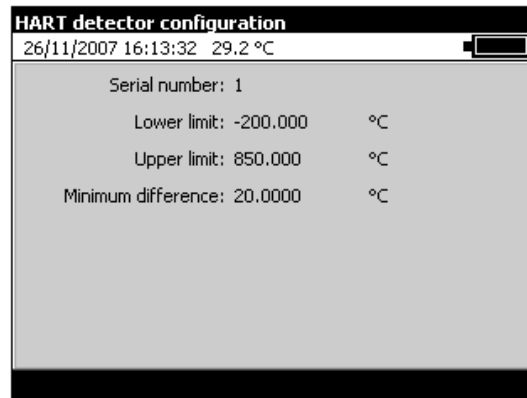 HART detector configuration
26/11/2007 16:13:32 29.2 °C
Serial number: 1
Lower limit: -200.000 °C
Upper limit: 850.000 °C
Minimum difference: 20.0000 °C